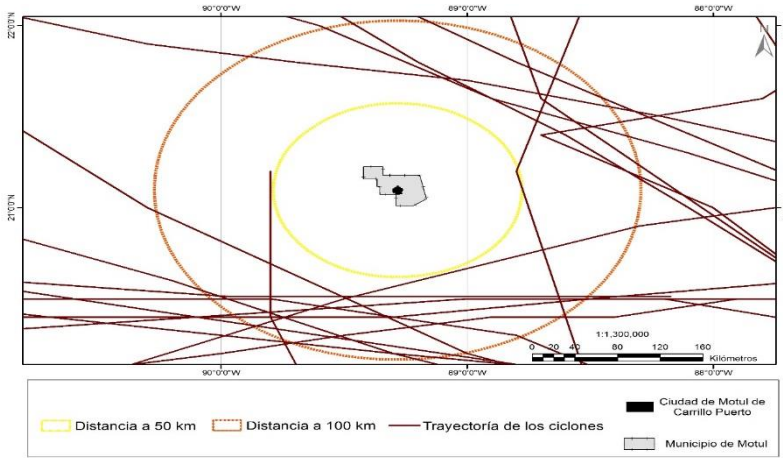 90°0'0"W
89°0'0"W
88°0'0"W
22°0'0"N
N
21°0'0"N
1:1,300,000
0 20 40 80 120 160
Kilómetros
90°0'0"W
89°0'0"W
88°0'0"W
Distancia a 50 km
Distancia a 100 km
Trayectoría de los ciclones
Ciudad de Motul de
Carrillo Puerto
Municipio de Motul